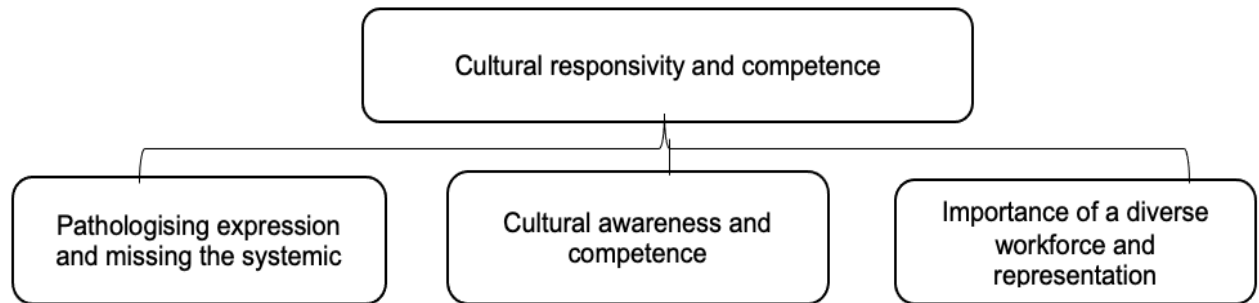 Cultural responsivity and competence
Pathologising expression
and missing the systemic
Cultural awareness and
competence
Importance of a diverse
workforce and
representation